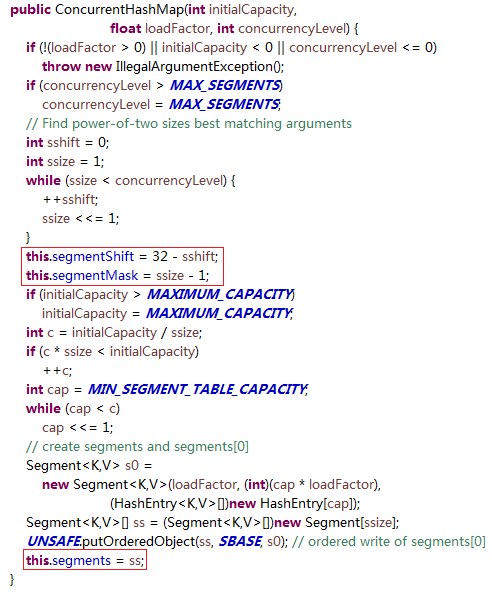 public ConcurrentHashMap(int initialCapacity,
float loadFactor, int concurrencyLevel) {
if (!(loadFactor > 0) || initialCapacity < 0 || concurrencyLevel <= 0)
throw new IllegalArgumentException();
if (concurrencyLevel > MAX_SEGMENTS)
concurrencyLevel = MAX_SEGMENTS;
// Find power-of-two sizes best matching arguments
int sshift = 0;
int ssize = 1;
while (ssize < concurrencyLevel) {
++sshift;
ssize <<= 1;
}
this.segmentShift = 32 - sshift;
this.segmentMask = ssize - 1;
if (initialCapacity > MAXIMUM_CAPACITY)
initialCapacity = MAXIMUM_CAPACITY;
int c = initialCapacity / ssize;
if (c * ssize < initialCapacity)
++c;
int cap = MIN_SEGMENT_TABLE_CAPACITY;
while (cap < c)
cap <<= 1;
// create segments and segments[0]
Segment<K,V> s0 =
new Segment<K,V>(loadFactor, (int)(cap * loadFactor),
(HashEntry<K,V>[])new HashEntry[cap]);
Segment<K,V>[] ss = (Segment<K,V>[])new Segment[ssize];
UNSAFE.putOrderedObject(ss, SBASE, s0); // ordered write of segments[0]
this.segments = ss;
}